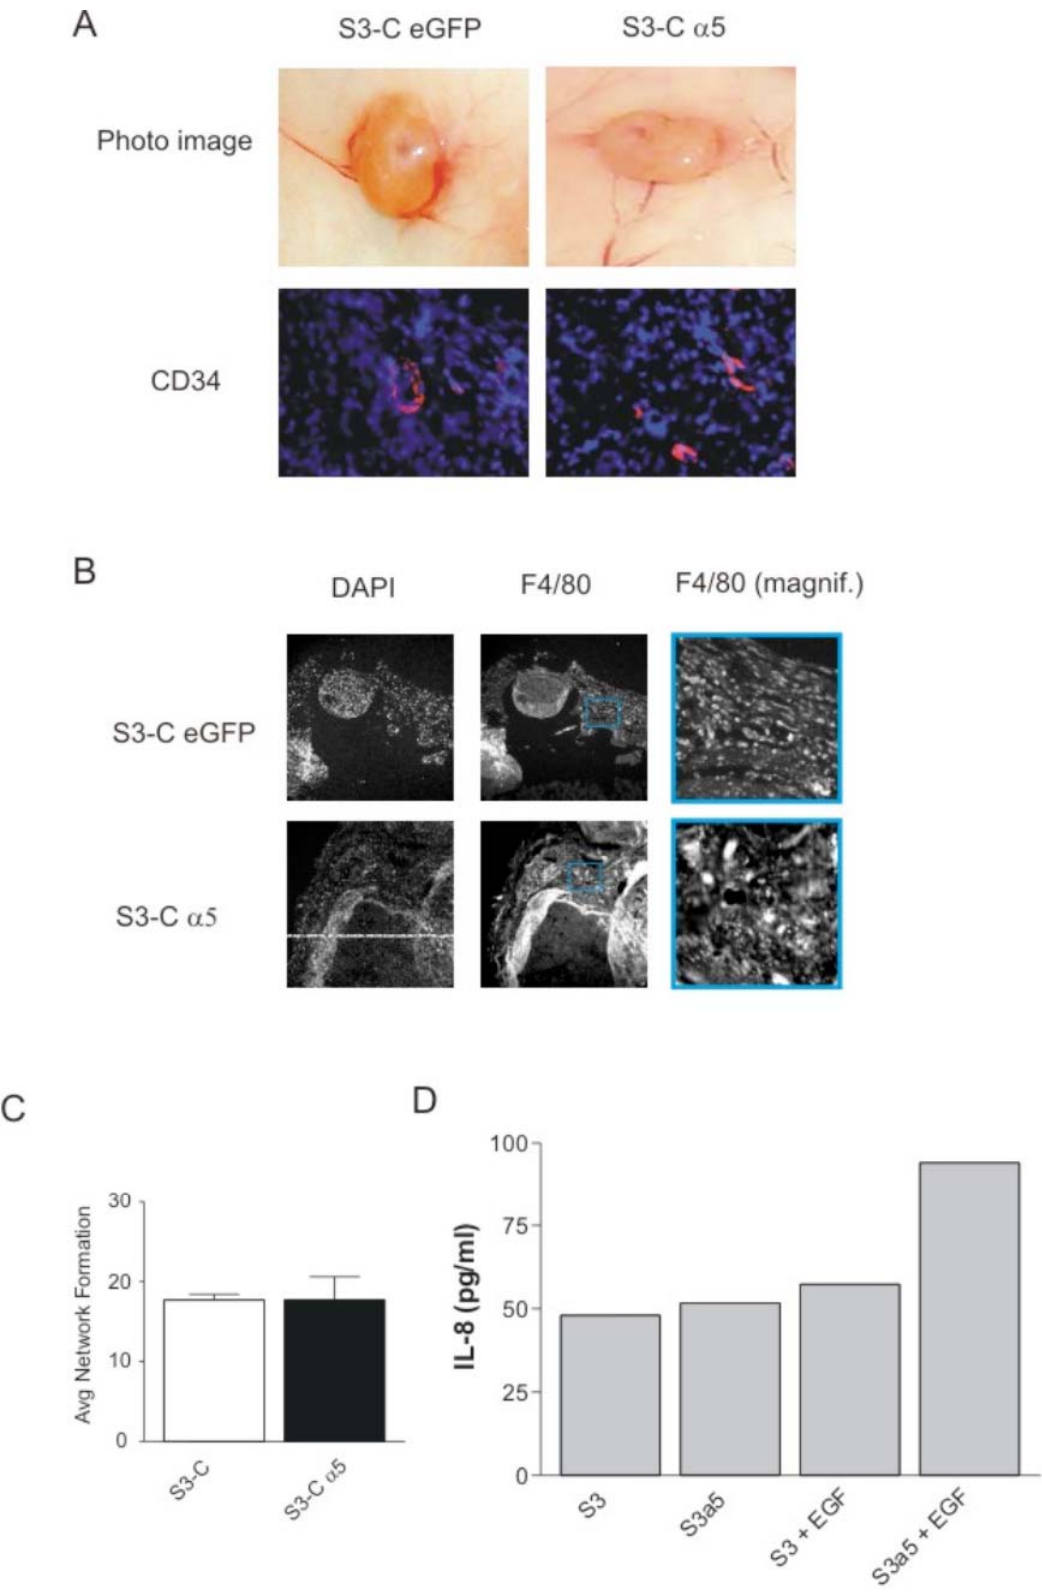 A
S3-C eGFP
S3-C α5
Photo image
CD34
B
DAPI
F4/80
F4/80 (magnif.)
S3-C eGFP
S3-C α5
C
Avg Network Formation
30
20
10
0
S3-C
S3-C α5
D
IL-8 (pg/ml)
100
75
50
25
0
S3
S3a5
S3 + EGF
S3a5 + EGF